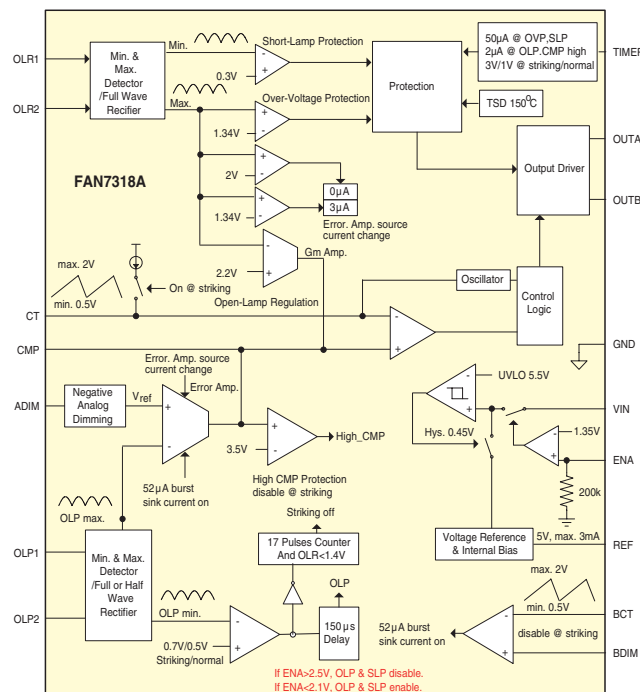 OLR1
OLR2
Min. &
Max.
Detector
/Full Wave
Rectifier
Min.
Max.
Short-Lamp Protection
-
+
0.3V
Over-Voltage Protection
+
-
1.34V
+
-
2V
+
-
1.34V
0µA
3µA
Error. Amp. source
current change
Protection
50µA @ OVP,SLP
2µA @ OLP.CMP high
3V/1V @ striking/normal
TIMER
TSD 150°C
Output Driver
OUTA
OUTB
FAN7318A
-
+
Gm Amp.
2.2V
Open-Lamp Regulation
max. 2V
min. 0.5V
On @ striking
Oscillator
Control
Logic
-
+
CT
CMP
GND
Error. Amp. source
current change
Error Amp.
ADIM
Negative
Analog
Dimming
Vref
+
-
52µA burst
sink current on
+
-
3.5V
High_CMP
High CMP Protection
disable @ striking
UVLO 5.5V
-
+
Hys. 0.45V
VIN
-
+
1.35V
ENA
200k
Voltage Reference
& Internal Bias
5V, max. 3mA
REF
OLP max.
OLP1
OLP2
Min. & Max.
Detector
/Full or Half
Wave
Rectifier
OLP min.
Striking off
17 Pulses Counter
And OLR<1.4V
OLP
150µs
Delay
-
+
0.7V/0.5V
Striking/normal
52µA burst
sink current on
max. 2V
min. 0.5V
-
+
disable @ striking
BCT
BDIM
If ENA>2.5V, OLP & SLP disable.
If ENA<2.1V, OLP & SLP enable.